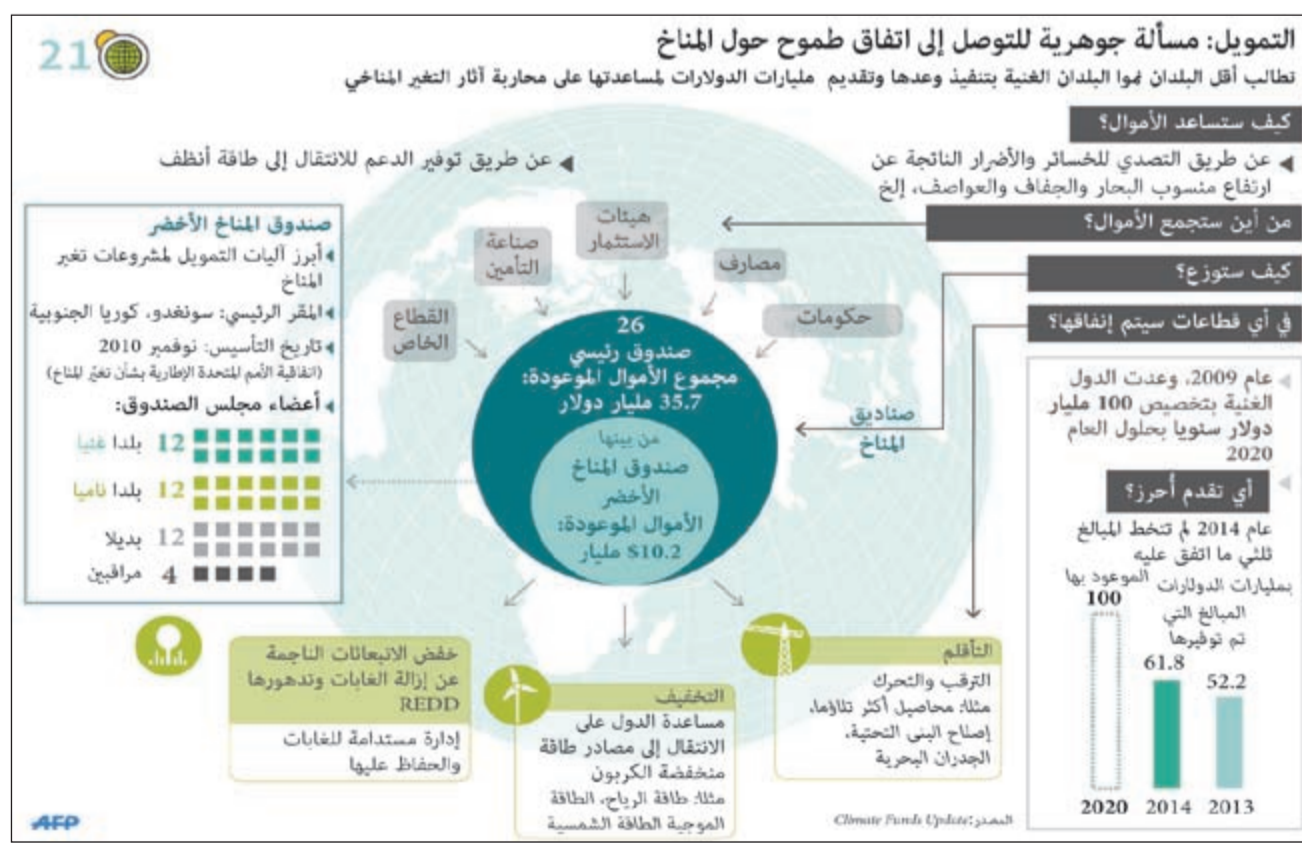 التمويل: مسألة جوهرية للتوصل إلى اتفاق طموح حول المناخ
21
تطالب أقل البلدان نموا البلدان الغنية بتنفيذ وعدها وتقديم مليارات الدولارات لمساعدتها على محاربة آثار التغير المناخي
كيف ستساعد الأموال؟
عن طريق التصدي للخسائر والأضرار الناتجة عن
ارتفاع منسوب البحار والجفاف والعواصف، إلخ
عن طريق توفير الدعم للانتقال إلى طاقة أنظف
من أين ستجمع الأموال؟
حكومات
مصارف
هيئات
الاستثمار
صناعة
التأمين
القطاع
الخاص
كيف ستوزع؟
صناديق
المناخ
26
صندوق رئيسي
مجموع الأموال الموعودة:
35.7 مليار دولار
من بينها
صندوق المناخ
الأخضر
الأموال الموعودة:
$10.2 مليار
صندوق المناخ الأخضر
أبرز آليات التمويل لمشروعات تغير
المناخ
المقر الرئيسي: سونغدو، كوريا الجنوبية
تاريخ التأسيس: نوفمبر 2010
(اتفاقية الأمم المتحدة الإطارية بشأن تغيّر المناخ)
أعضاء مجلس الصندوق:
12 بلدا غنيا
12 بلدا ناميا
12 بديلا
4 مراقبين
في أي قطاعات سيتم إنفاقها؟
التأقلم
الترقب والتحرك
مثلا: محاصيل أكثر تلاؤما،
إصلاح البنى التحتية،
الجدران البحرية
التخفيف
مساعدة الدول على
الانتقال إلى مصادر طاقة
منخفضة الكربون
مثلا: طاقة الرياح، الطاقة
الموجية الطاقة الشمسية
خفض الانبعاثات الناجمة
عن إزالة الغابات وتدهورها
REDD
إدارة مستدامة للغابات
والحفاظ عليها
عام 2009، وعدت الدول
الغنية بتخصيص 100 مليار
دولار سنويا بحلول العام
2020
أي تقدم أُحرز؟
عام 2014 لم تتخط المبالغ
ثلثي ما اتفق عليه
بمليارات الدولارات
الموعود بها
100
المبالغ التي
تم توفيرها
61.8
52.2
2020 2014 2013
المصدر: Climate Funds Update
AFP